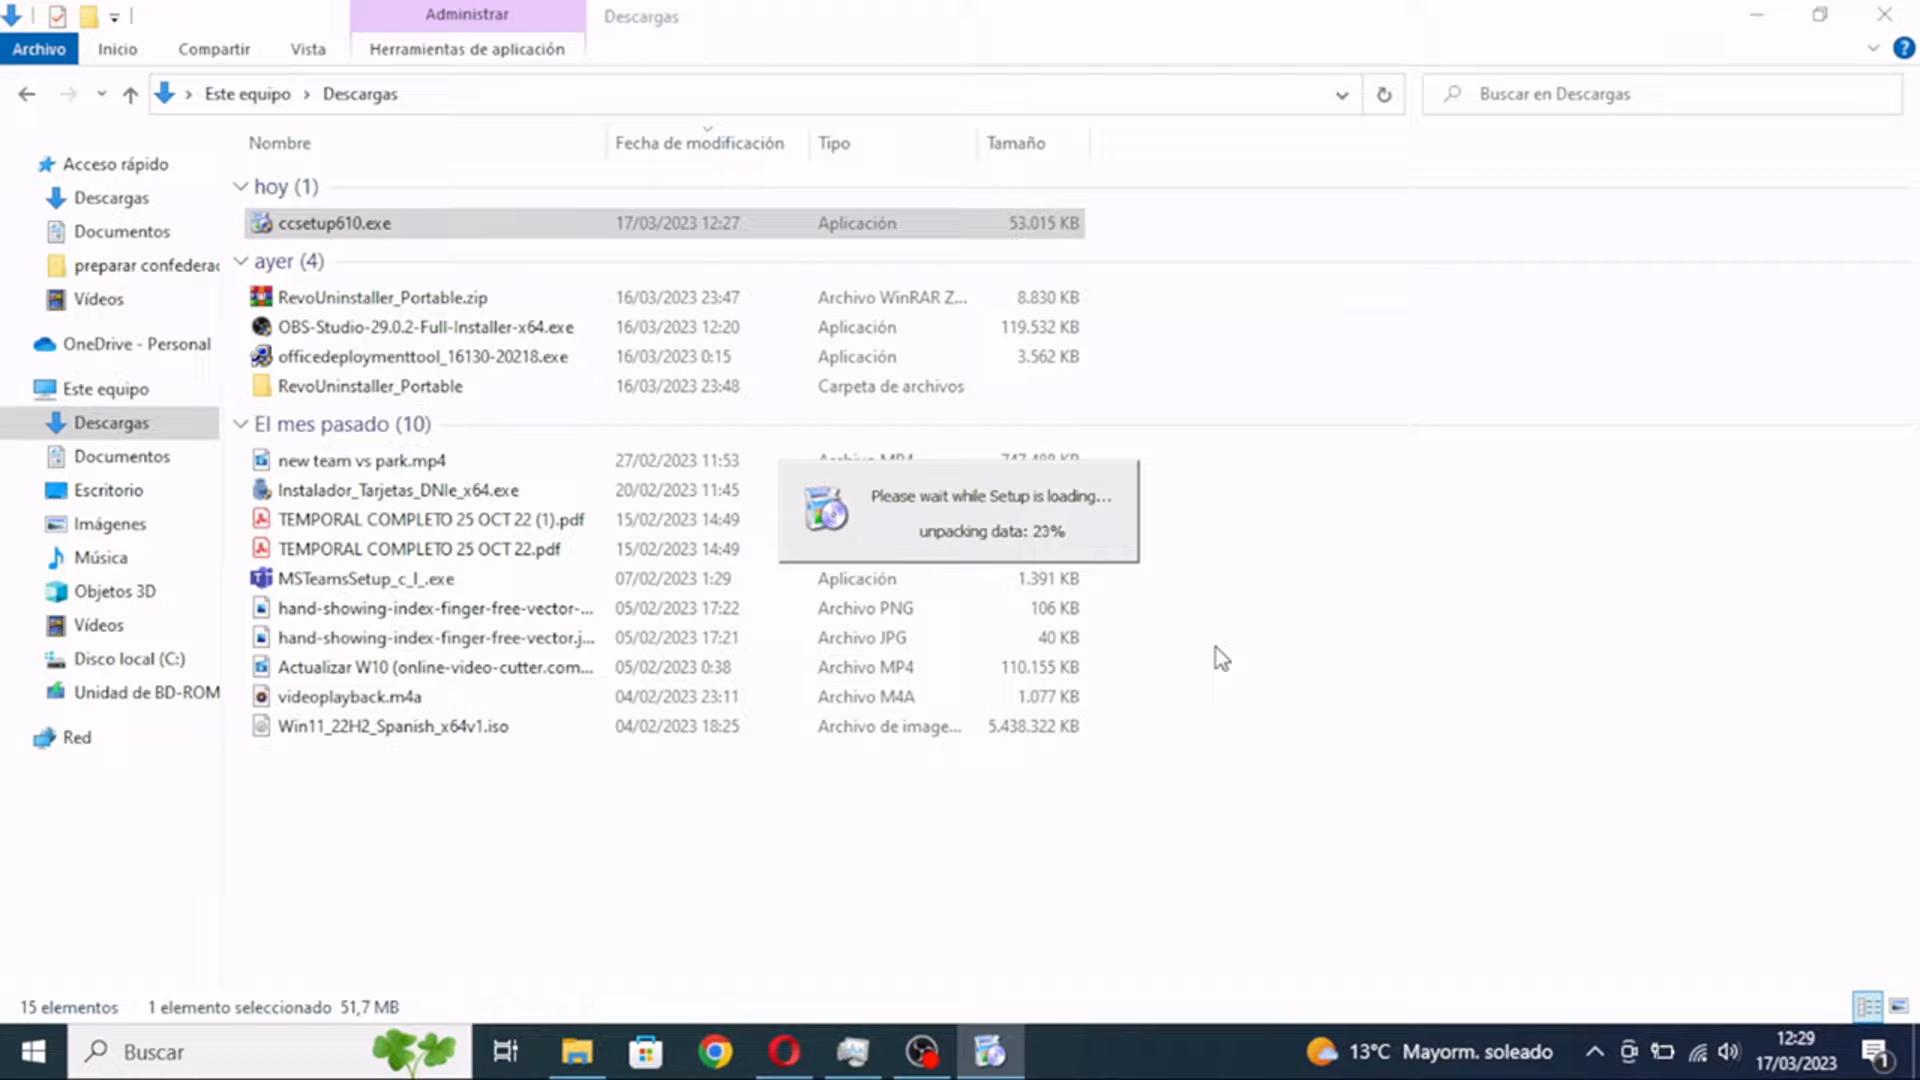 Administrar
Descargas
Archivo
Inicio
Compartir
Vista
Herramientas de aplicación
Este equipo
Descargas
Buscar en Descargas
Nombre
Fecha de modificación
Tipo
Tamaño
Acceso rápido
Descargas
Documentos
preparar confederac
Vídeos
OneDrive - Personal
Este equipo
Descargas
Documentos
Escritorio
Imágenes
Música
Objetos 3D
Vídeos
Disco local (C:)
Unidad de BD-ROM
Red
hoy (1)
ccsetup610.exe 17/03/2023 12:27 Aplicación 53.015 KB
ayer (4)
RevoUninstaller_Portable.zip 16/03/2023 23:47 Archivo WinRAR Z... 8.830 KB
OBS-Studio-29.0.2-Full-Installer-x64.exe 16/03/2023 12:20 Aplicación 119.532 KB
officedeploymenttool_16130-20218.exe 16/03/2023 0:15 Aplicación 3.562 KB
RevoUninstaller_Portable 16/03/2023 23:48 Carpeta de archivos
El mes pasado (10)
new team vs park.mp4 27/02/2023 11:53 Archivo MP4 747.488 KB
Instalador_Tarjetas_DNIe_x64.exe 20/02/2023 11:45
TEMPORAL COMPLETO 25 OCT 22 (1).pdf 15/02/2023 14:49
TEMPORAL COMPLETO 25 OCT 22.pdf 15/02/2023 14:49
MSTeamsSetup_c_l_.exe 07/02/2023 1:29 Aplicación 1.391 KB
hand-showing-index-finger-free-vector-... 05/02/2023 17:22 Archivo PNG 106 KB
hand-showing-index-finger-free-vector.j... 05/02/2023 17:21 Archivo JPG 40 KB
Actualizar W10 (online-video-cutter.com... 05/02/2023 0:38 Archivo MP4 110.155 KB
videoplayback.m4a 04/02/2023 23:11 Archivo M4A 1.077 KB
Win11_22H2_Spanish_x64v1.iso 04/02/2023 18:25 Archivo de image... 5.438.322 KB
Please wait while Setup is loading...
unpacking data: 23%
15 elementos 1 elemento seleccionado 51,7 MB
Buscar
13°C Mayorm. soleado
12:29
17/03/2023
1